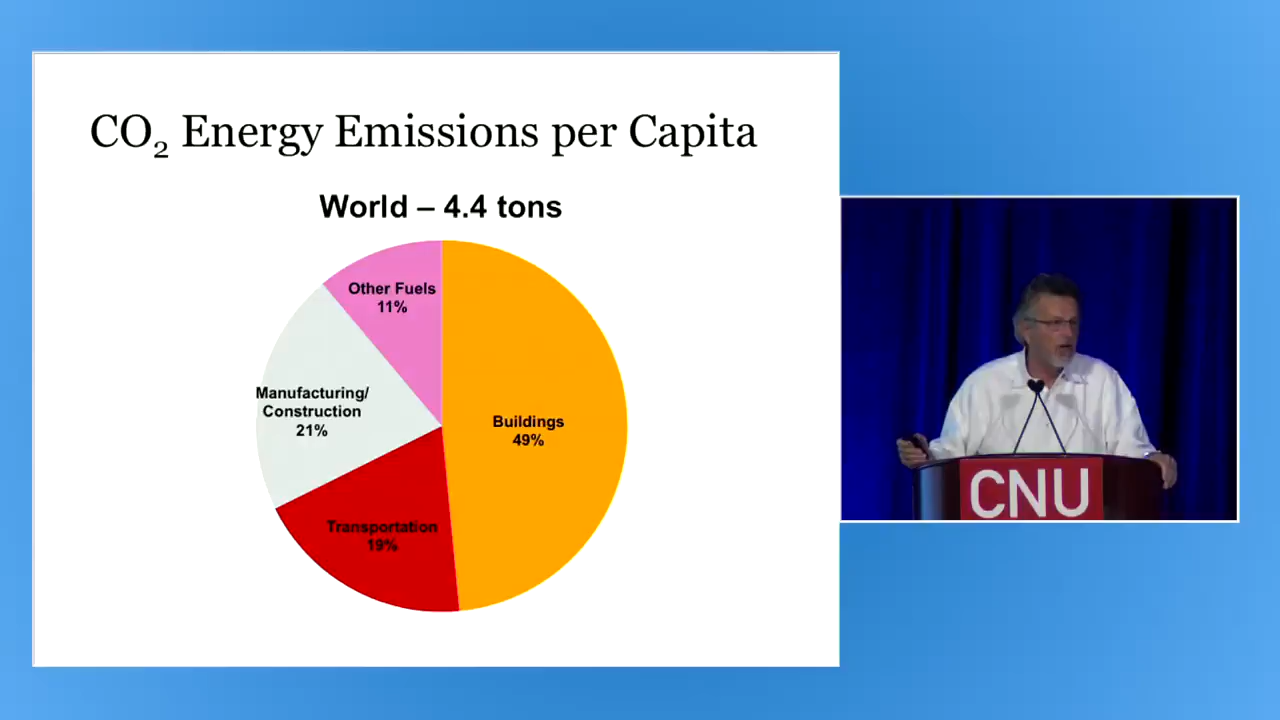 CO₂ Energy Emissions per Capita
World – 4.4 tons
Other Fuels
11%
Manufacturing/
Construction
21%
Buildings
49%
Transportation
19%
CNU